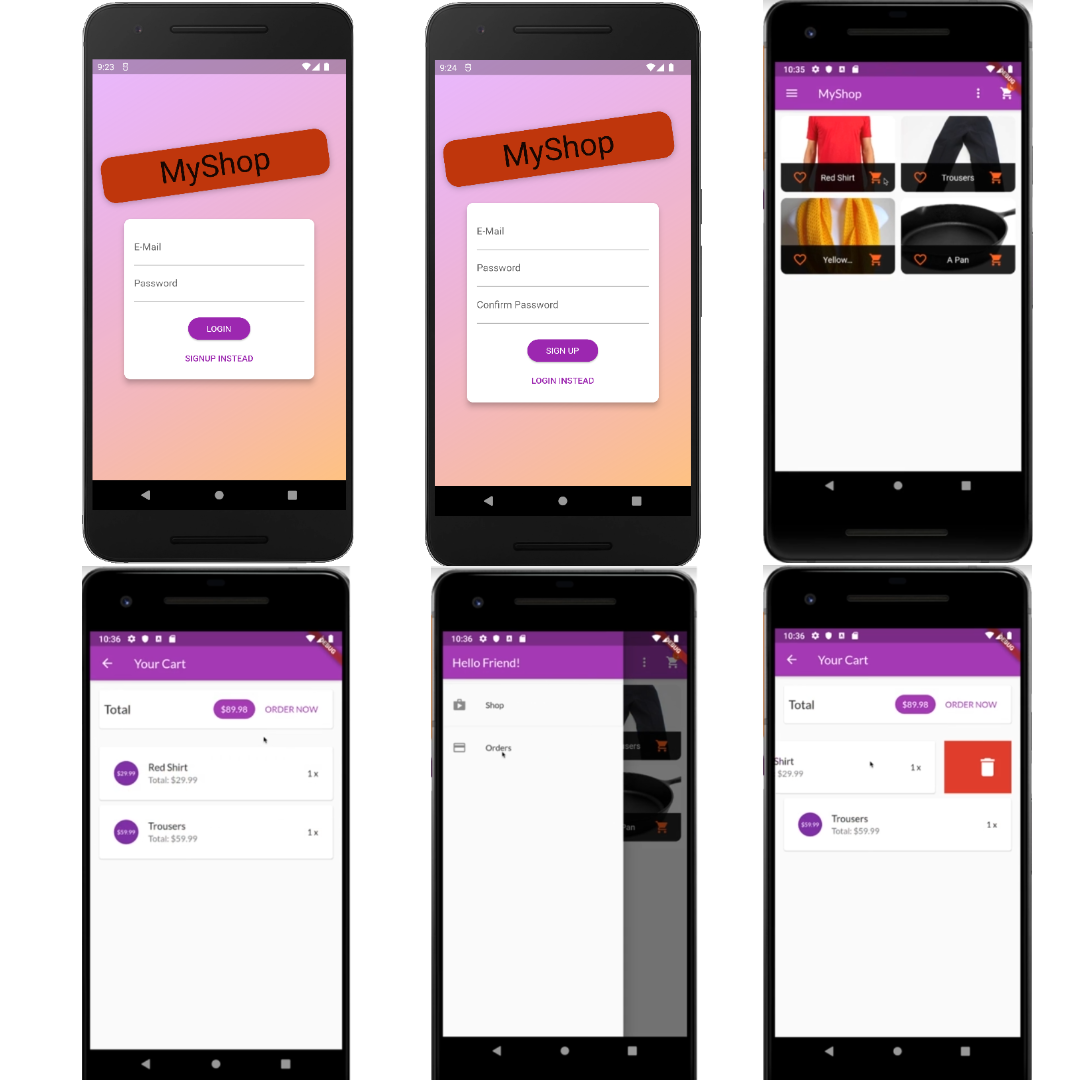 9:23
MyShop
E-Mail
Password
LOGIN
SIGNUP INSTEAD
9:24
MyShop
E-Mail
Password
Confirm Password
SIGN UP
LOGIN INSTEAD
10:35
DEBUG
MyShop
Red Shirt
Trousers
Yellow...
A Pan
10:36
DEBUG
Your Cart
Total $89.98 ORDER NOW
$29.99 Red Shirt 1 x
Total: $29.99
$59.99 Trousers 1 x
Total: $59.99
10:36
DEBUG
Hello Friend!
Shop
Orders
sers
Pan
10:36
DEBUG
Your Cart
Total $89.98 ORDER NOW
Shirt 1 x
$29.99
$59.99 Trousers 1 x
Total: $59.99